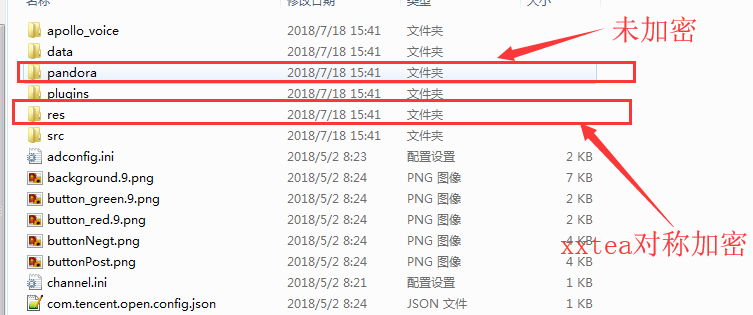 名称 修改日期 类型 大小
未加密
apollo_voice 2018/7/18 15:41 文件夹
data 2018/7/18 15:41 文件夹
pandora 2018/7/18 15:41 文件夹
plugins 2018/7/18 15:41 文件夹
res 2018/7/18 15:41 文件夹
src 2018/7/18 15:41 文件夹
adconfig.ini 2018/5/2 8:23 配置设置 2 KB
background.9.png 2018/5/2 8:24 PNG 图像 7 KB
button_green.9.png 2018/5/2 8:24 PNG 图像 2 KB
button_red.9.png 2018/5/2 8:24 PNG 图像 2 KB
buttonNegt.png 2018/5/2 8:24 PNG 图像 4 KB
xxtea对称加密
buttonPost.png 2018/5/2 8:24 PNG 图像 4 KB
channel.ini 2018/5/2 8:21 配置设置 1 KB
com.tencent.open.config.json 2018/5/2 8:24 JSON 文件 1 KB